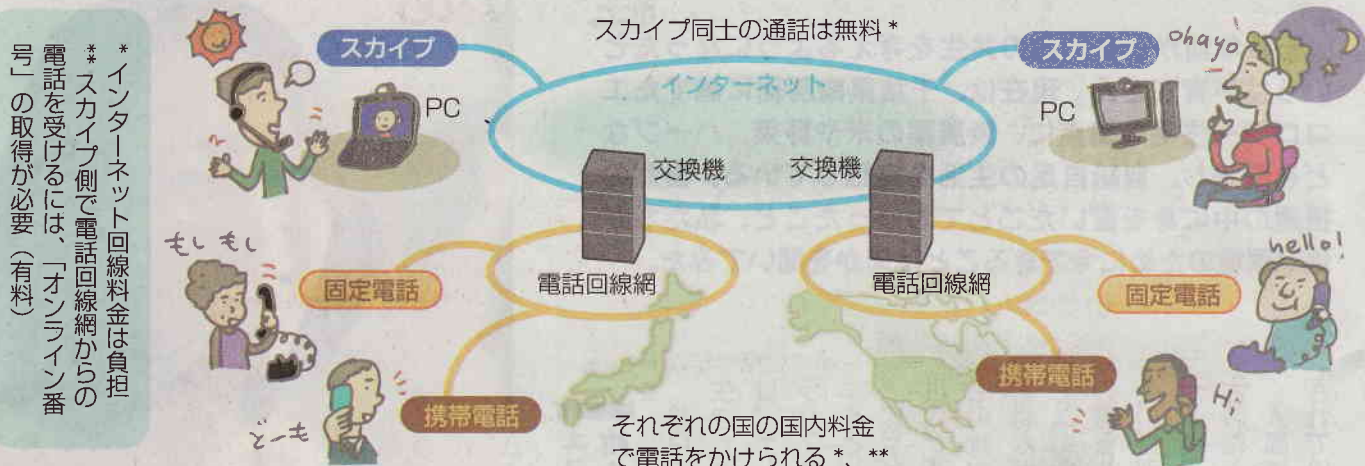 スカイプ同士の通話は無料*
スカイプ
PC
スカイプ
PC
ohayo
インターネット
交換機
交換機
電話回線網
電話回線網
もしもし
固定電話
携帯電話
どーも
hello!
固定電話
携帯電話
Hi
それぞれの国の国内料金
で電話をかけられる*、**
*インターネット回線料金は負担
**スカイプ側で電話回線網からの
電話を受けるには、「オンライン番
号」の取得が必要（有料）